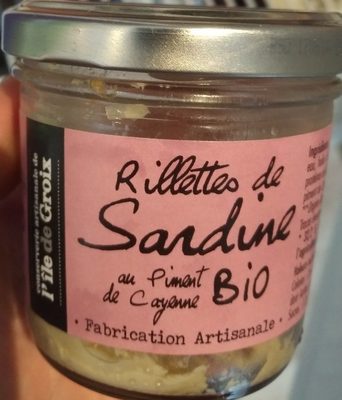 conserverie artisanale de
l'île de Groix
Rillettes de
Sardine
au Piment
de Cayenne
BIO
• Fabrication Artisanale •